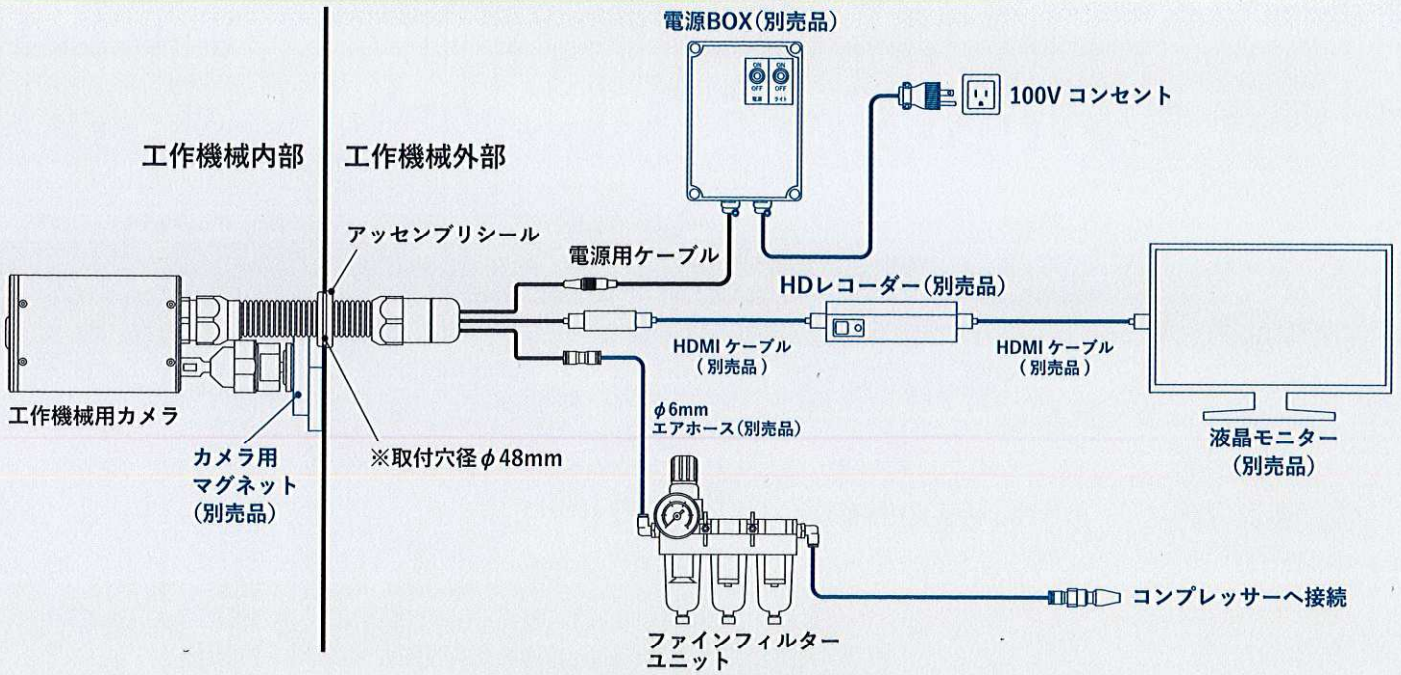 電源BOX(別売品)
ON
ON
OFF
OFF
電源
ライト
100V コンセント
工作機械内部
工作機械外部
アッセンブリシール
電源用ケーブル
HDレコーダー(別売品)
HDMI ケーブル
(別売品)
HDMI ケーブル
(別売品)
工作機械用カメラ
φ6mm
エアホース(別売品)
液晶モニター
(別売品)
カメラ用
マグネット
(別売品)
※取付穴径φ48mm
コンプレッサーへ接続
ファインフィルター
ユニット